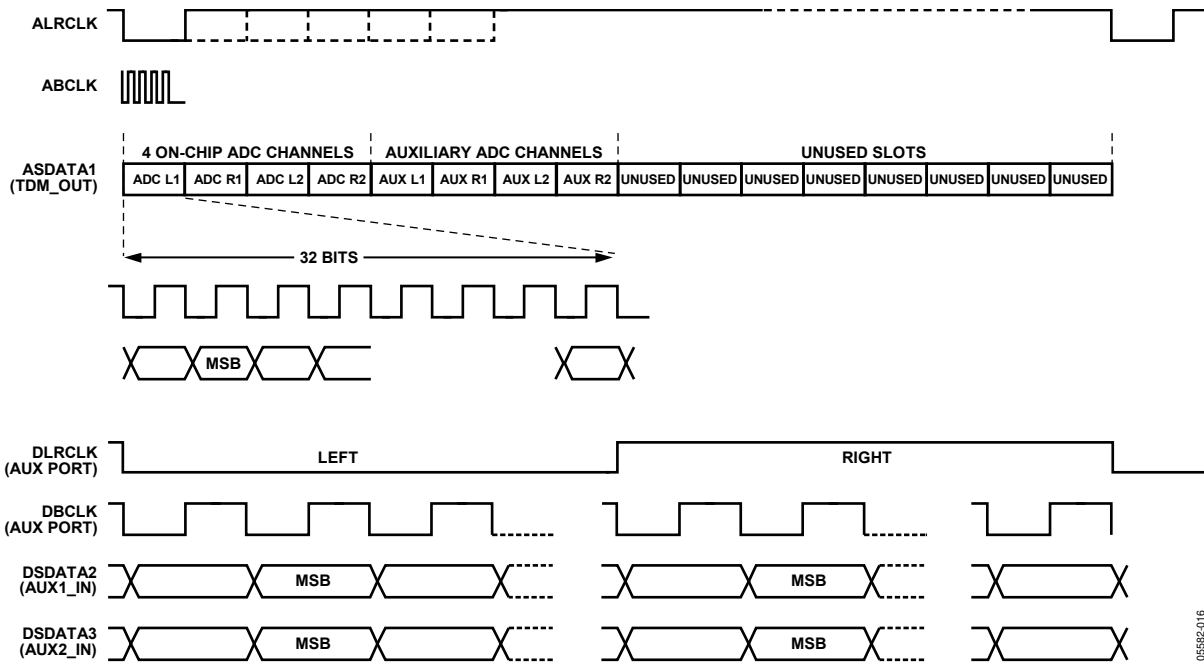 ALRCLK
ABCLK
4 ON-CHIP ADC CHANNELS AUXILIARY ADC CHANNELS UNUSED SLOTS
ASDATA1
(TDM_OUT)
ADC L1 ADC R1 ADC L2 ADC R2 AUX L1 AUX R1 AUX L2 AUX R2 UNUSED UNUSED UNUSED UNUSED UNUSED UNUSED UNUSED UNUSED
32 BITS
MSB
DLRCLK
(AUX PORT)
LEFT RIGHT
DBCLK
(AUX PORT)
DSDATA2
(AUX1_IN)
MSB MSB
DSDATA3
(AUX2_IN)
MSB MSB
05582-016